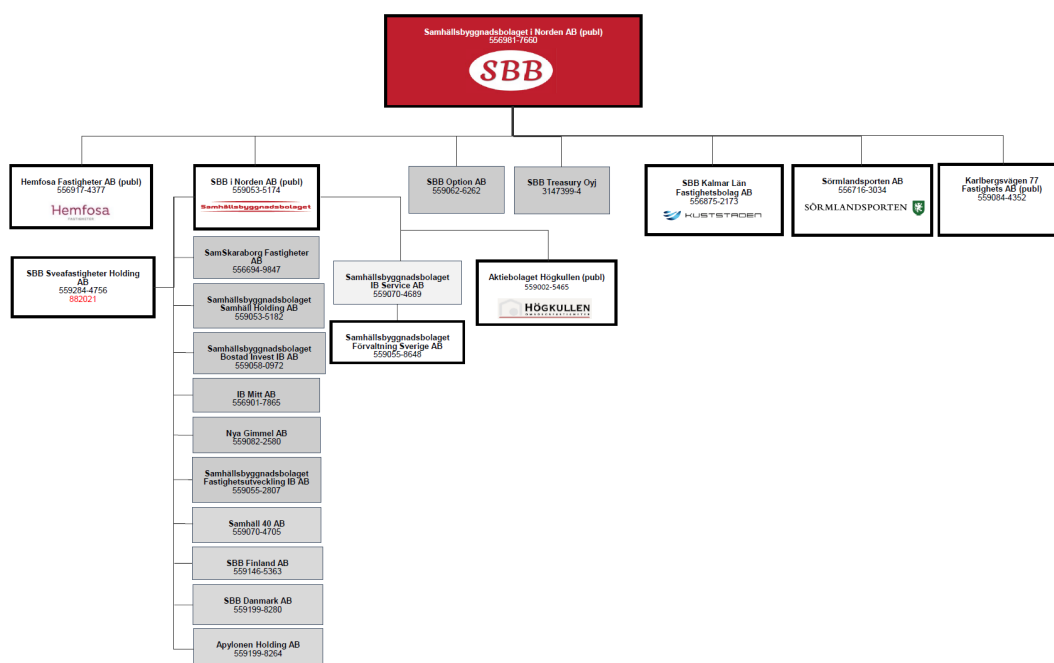 Samhällsbyggnadsbolaget i Norden AB (publ)
556981-7660
SBB
Hemfosa Fastigheter AB (publ)
556917-4377
Hemfosa
FASTIGHETER
SBB i Norden AB (publ)
559053-5174
Samhällsbyggnadsbolaget
SBB Option AB
559062-6262
SBB Treasury Oyj
3147399-4
SBB Kalmar Län
Fastighetsbolag AB
556875-2173
KUSTSTADEN
Sörmlandsporten AB
556716-3034
SÖRMLANDSPORTEN
Karlbergsvägen 77
Fastighets AB (publ)
559084-4352
SBB Sveafastigheter Holding
AB
559284-4756
882021
SamSkaraborg Fastigheter
AB
556694-9847
Samhällsbyggnadsbolaget
IB Service AB
559070-4689
Aktiebolaget Högkullen (publ)
559002-5465
HÖGKULLEN
Samhällsbyggnadsbolaget
Samhäll Holding AB
559053-5182
Samhällsbyggnadsbolaget
Förvaltning Sverige AB
559055-8648
Samhällsbyggnadsbolaget
Bostad Invest IB AB
559058-0972
IB Mitt AB
556901-7865
Nya Gimmel AB
559082-2580
Samhällsbyggnadsbolaget
Fastighetsutveckling IB AB
559055-2807
Samhäll 40 AB
559070-4705
SBB Finland AB
559146-5363
SBB Danmark AB
559199-8280
Apylonen Holding AB
559199-8264